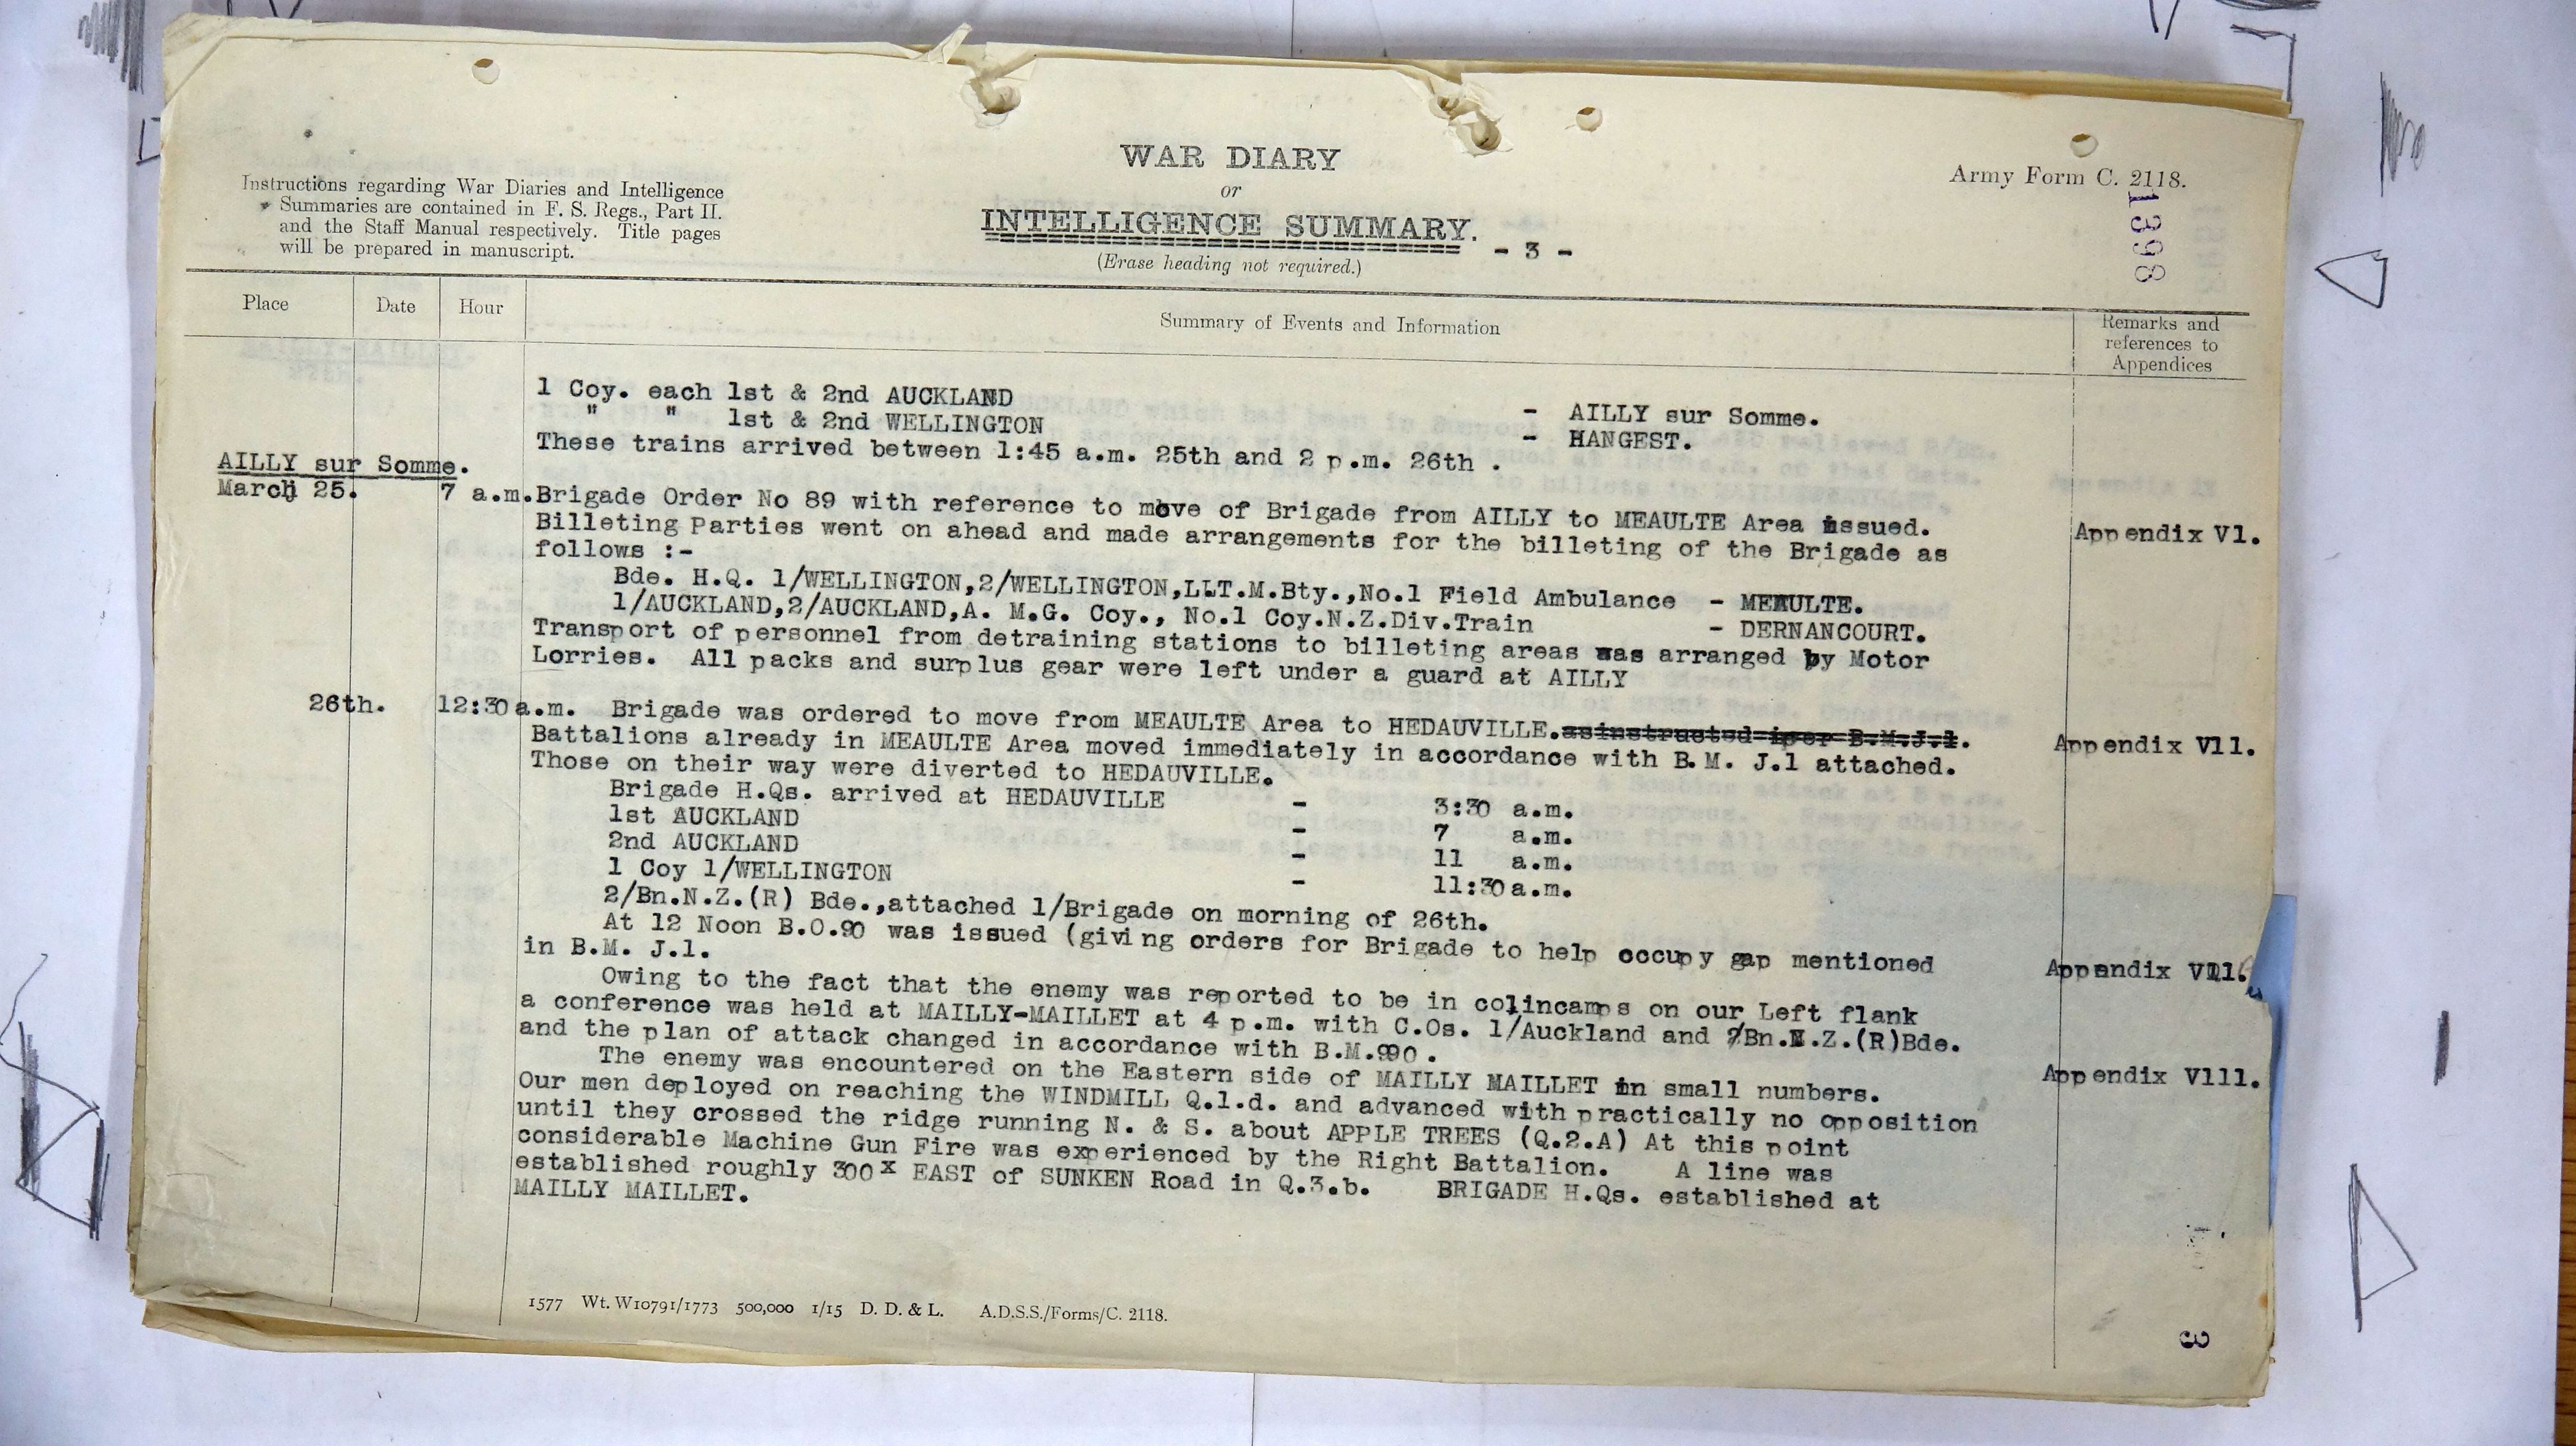 WAR DIARY
or
INTELLIGENCE SUMMARY.
- 3 -
(Erase heading not required.)
Instructions regarding War Diaries and Intelligence
Summaries are contained in F. S. Regs., Part II.
and the Staff Manual respectively. Title pages
will be prepared in manuscript.
Army Form C. 2118.
1398
Place Date Hour Summary of Events and Information Remarks and
references to
Appendices
1 Coy. each 1st & 2nd AUCKLAND - AILLY sur Somme.
" " 1st & 2nd WELLINGTON - HANGEST.
These trains arrived between 1:45 a.m. 25th and 2 p.m. 26th .
AILLY sur Somme.
March 25. 7 a.m. Brigade Order No 89 with reference to move of Brigade from AILLY to MEAULTE Area issued. Appendix V1.
Billeting Parties went on ahead and made arrangements for the billeting of the Brigade as
follows :-
Bde. H.Q. 1/WELLINGTON,2/WELLINGTON,LLT.M.Bty.,No.1 Field Ambulance - MEAULTE.
1/AUCKLAND,2/AUCKLAND,A. M.G. Coy., No.1 Coy.N.Z.Div.Train - DERNANCOURT.
Transport of personnel from detraining stations to billeting areas was arranged by Motor
Lorries. All packs and surplus gear were left under a guard at AILLY
26th. 12:30 a.m. Brigade was ordered to move from MEAULTE Area to HEDAUVILLE. as instructed iper B.M.J.1. Appendix V11.
Battalions already in MEAULTE Area moved immediately in accordance with B.M. J.1 attached.
Those on their way were diverted to HEDAUVILLE.
Brigade H.Qs. arrived at HEDAUVILLE - 3:30 a.m.
1st AUCKLAND - 7 a.m.
2nd AUCKLAND - 11 a.m.
1 Coy 1/WELLINGTON - 11:30 a.m.
2/Bn.N.Z.(R) Bde.,attached 1/Brigade on morning of 26th.
At 12 Noon B.O.90 was issued (giving orders for Brigade to help occupy gap mentioned
in B.M. J.1. Appendix
Owing to the fact that the enemy was reported to be in colincamps on our Left flank
a conference was held at MAILLY-MAILLET at 4 p.m. with C.Os. 1/Auckland and 2/Bn.N.Z.(R)Bde.
and the plan of attack changed in accordance with B.M.990. Appendix V111.
The enemy was encountered on the Eastern side of MAILLY MAILLET in small numbers.
Our men deployed on reaching the WINDMILL Q.1.d. and advanced with practically no opposition
until they crossed the ridge running N. & S. about APPLE TREES (Q.2.A) At this point
considerable Machine Gun Fire was experienced by the Right Battalion. A line was
established roughly 300 x EAST of SUNKEN Road in Q.3.b. BRIGADE H.Qs. established at
MAILLY MAILLET.
1577 Wt. W10791/1773 500,000 1/15 D. D. & L. A.D.S.S./Forms/C. 2118.
3